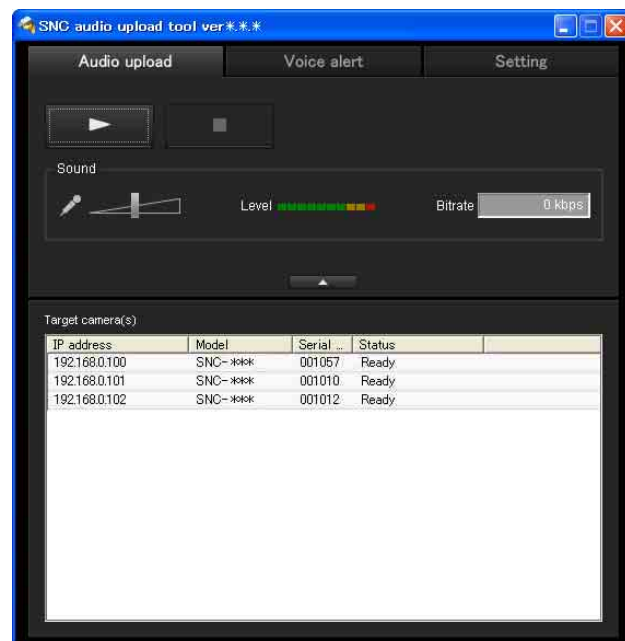 SNC audio upload tool ver*.*.*
Audio upload Voice alert Setting
Sound
Level Bitrate 0 kbps
Target camera(s)
IP address Model Serial ... Status
192.168.0.100 SNC-*** 001057 Ready
192.168.0.101 SNC-*** 001010 Ready
192.168.0.102 SNC-*** 001012 Ready